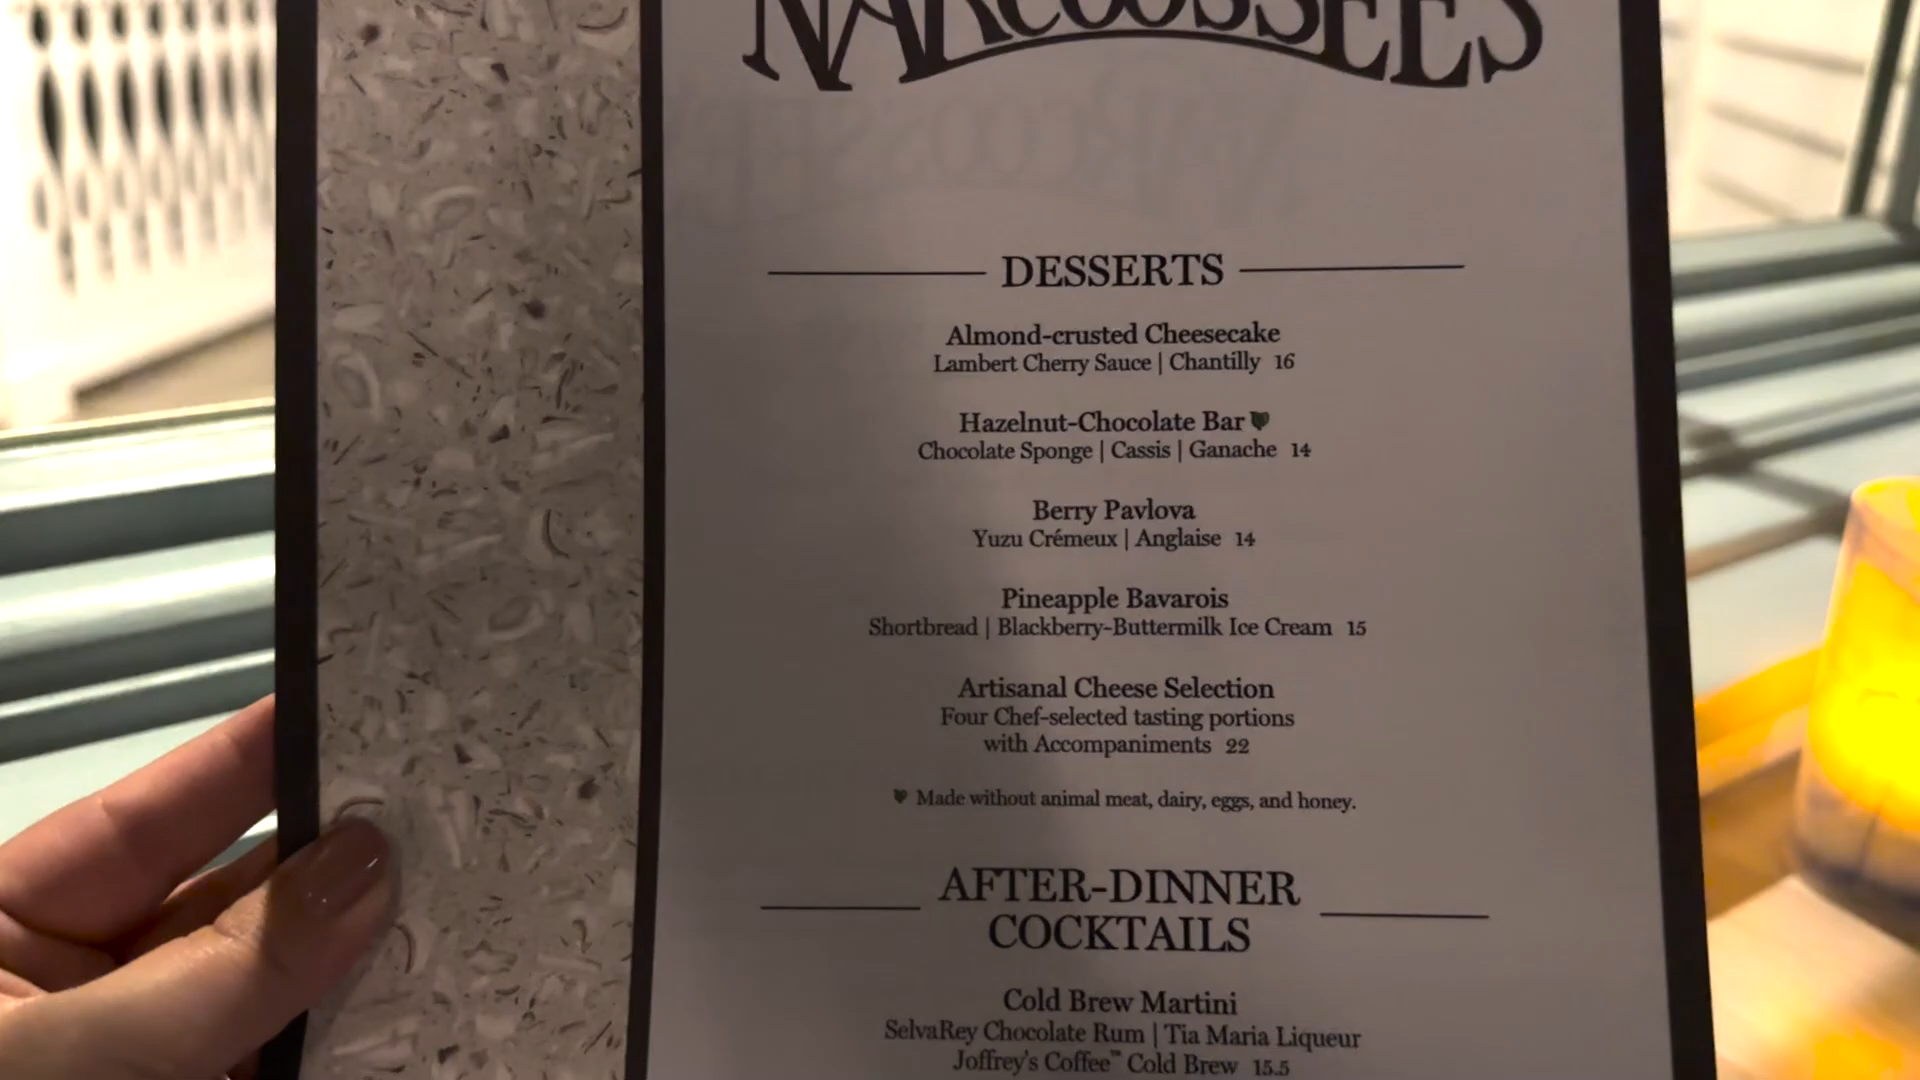 NARCOOSSEE'S
DESSERTS
Almond-crusted Cheesecake
Lambert Cherry Sauce | Chantilly 16
Hazelnut-Chocolate Bar
Chocolate Sponge | Cassis | Ganache 14
Berry Pavlova
Yuzu Crémeux | Anglaise 14
Pineapple Bavarois
Shortbread | Blackberry-Buttermilk Ice Cream 15
Artisanal Cheese Selection
Four Chef-selected tasting portions
with Accompaniments 22
Made without animal meat, dairy, eggs, and honey.
AFTER-DINNER
COCKTAILS
Cold Brew Martini
SelvaRey Chocolate Rum | Tia Maria Liqueur
Joffrey's Coffee™ Cold Brew 15.5